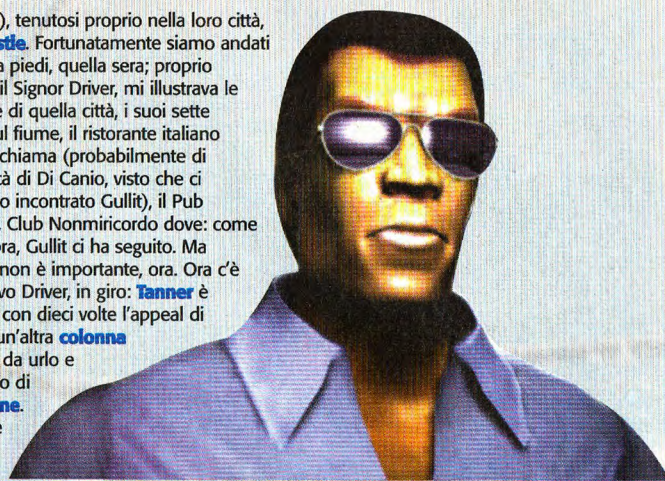 ), tenutosi proprio nella loro città,
stle. Fortunatamente siamo andati
a piedi, quella sera; proprio
il Signor Driver, mi illustrava le
e di quella città, i suoi sette
ul fiume, il ristorante italiano
chiama (probabilmente di
tà di Di Canio, visto che ci
o incontrato Gullit), il Pub
. Club Nonmiricordo dove: come
ora, Gullit ci ha seguito. Ma
non è importante, ora. Ora c'è
vo Driver, in giro: Tanner è
con dieci volte l'appeal di
un'altra colonna
da urlo e
o di
ne.
e